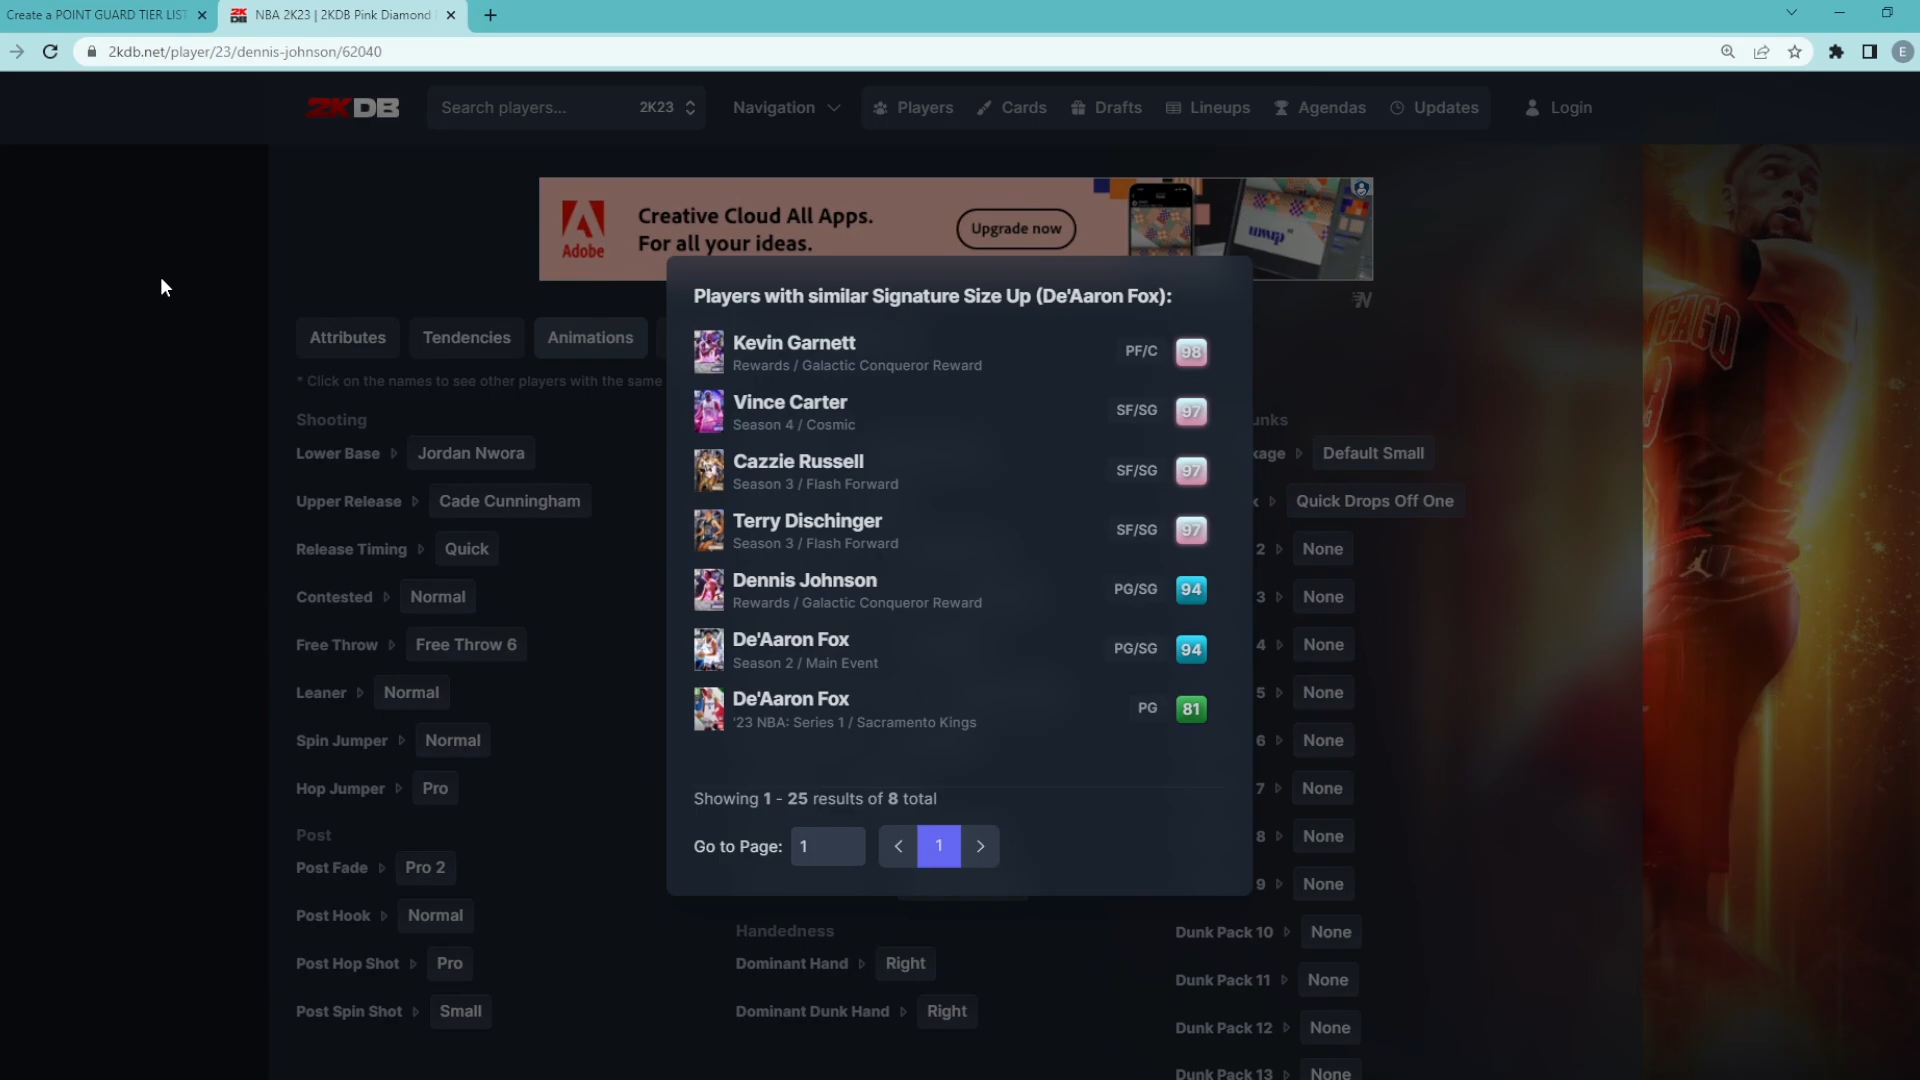 Create a POINT GUARD TIER LIST
NBA 2K23 | 2KDB Pink Diamond
2kdb.net/player/23/dennis-johnson/62040
E
2KDB
Search players...
2K23
Navigation
Players
Cards
Drafts
Lineups
Agendas
Updates
Login
Adobe
Creative Cloud All Apps.
For all your ideas.
Upgrade now
Attributes
Tendencies
Animations
* Click on the names to see other players with the same
Shooting
Lower Base
Jordan Nwora
Upper Release
Cade Cunningham
Release Timing
Quick
Contested
Normal
Free Throw
Free Throw 6
Leaner
Normal
Spin Jumper
Normal
Hop Jumper
Pro
Post
Post Fade
Pro 2
Post Hook
Normal
Post Hop Shot
Pro
Post Spin Shot
Small
Players with similar Signature Size Up (De'Aaron Fox):
Kevin Garnett
Rewards / Galactic Conqueror Reward
PF/C
98
Vince Carter
Season 4 / Cosmic
SF/SG
97
Cazzie Russell
Season 3 / Flash Forward
SF/SG
97
Terry Dischinger
Season 3 / Flash Forward
SF/SG
97
Dennis Johnson
Rewards / Galactic Conqueror Reward
PG/SG
94
De'Aaron Fox
Season 2 / Main Event
PG/SG
94
De'Aaron Fox
'23 NBA: Series 1 / Sacramento Kings
PG
81
Showing 1 - 25 results of 8 total
Go to Page:
1
<
1
>
Handedness
Dominant Hand
Right
Dominant Dunk Hand
Right
unks
kage
Default Small
k
Quick Drops Off One
2
None
3
None
4
None
5
None
6
None
7
None
8
None
9
None
Dunk Pack 10
None
Dunk Pack 11
None
Dunk Pack 12
None
Dunk Pack 13
None